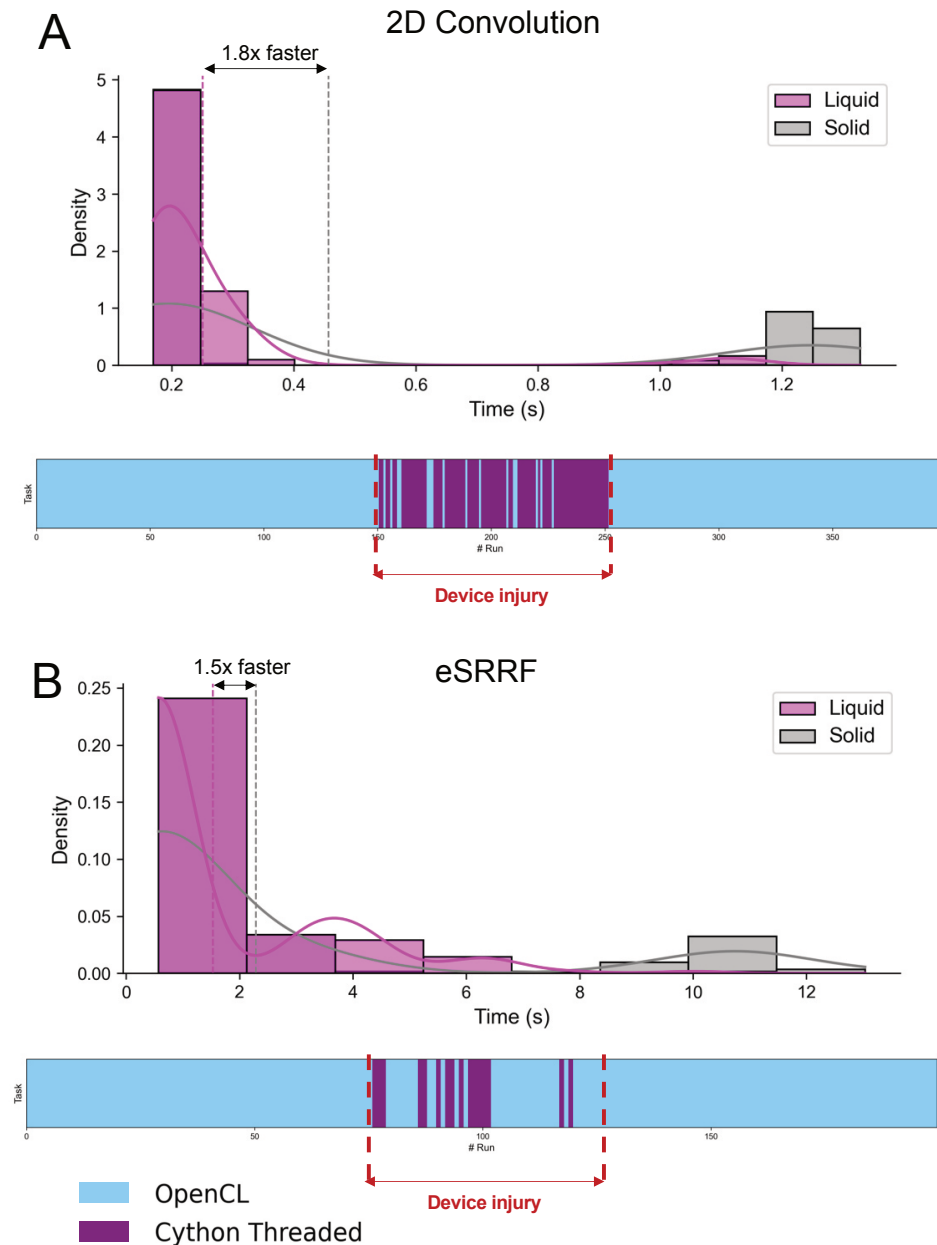 A
2D Convolution
1.8x faster
5
4
3
2
1
0
Density
Liquid
Solid
0.2 0.4 0.6 0.8 1.0 1.2
Time (s)
Task
0 50 100 150 200 250 300 350
# Run
Device injury
B
eSRRF
1.5x faster
0.25
0.20
0.15
0.10
0.05
0.00
Density
Liquid
Solid
0 2 4 6 8 10 12
Time (s)
Task
0 50 100 150
# Run
Device injury
OpenCL
Cython Threaded